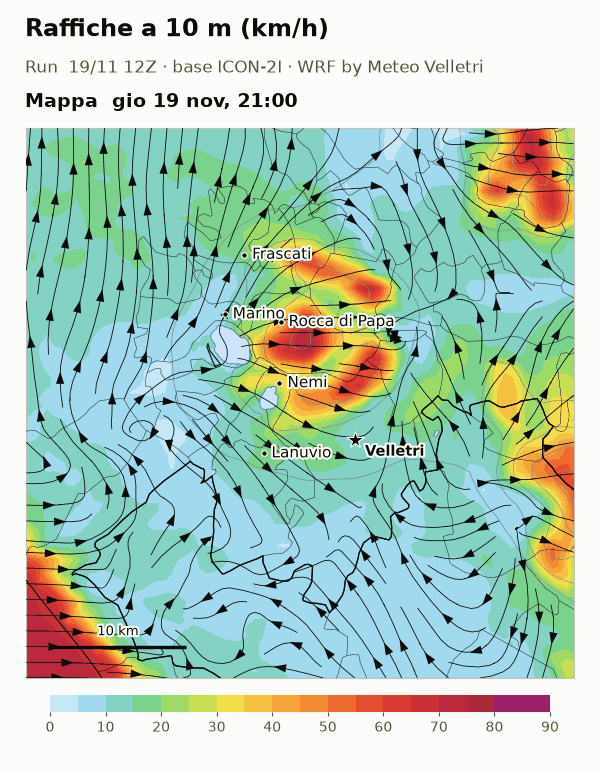 Raffiche a 10 m (km/h)
Run  19/11 12Z · base ICON-2I · WRF by Meteo Velletri
Mappa  gio 19 nov, 21:00
Frascati
Marino
Rocca di Papa
Nemi
Velletri
Lanuvio
10 km
0 10 20 30 40 50 60 70 80 90